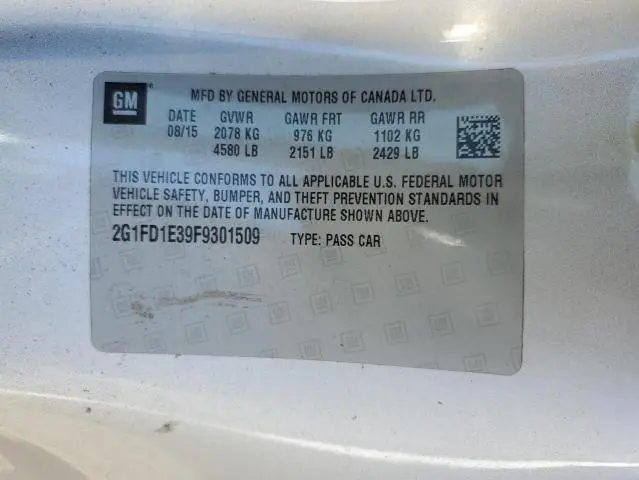 GM
MFD BY GENERAL MOTORS OF CANADA LTD.
DATE GVWR GAWR FRT GAWR RR
08/15 2078 KG 976 KG 1102 KG
4580 LB 2151 LB 2429 LB
THIS VEHICLE CONFORMS TO ALL APPLICABLE U.S. FEDERAL MOTOR
VEHICLE SAFETY, BUMPER, AND THEFT PREVENTION STANDARDS IN
EFFECT ON THE DATE OF MANUFACTURE SHOWN ABOVE.
2G1FD1E39F9301509 TYPE: PASS CAR